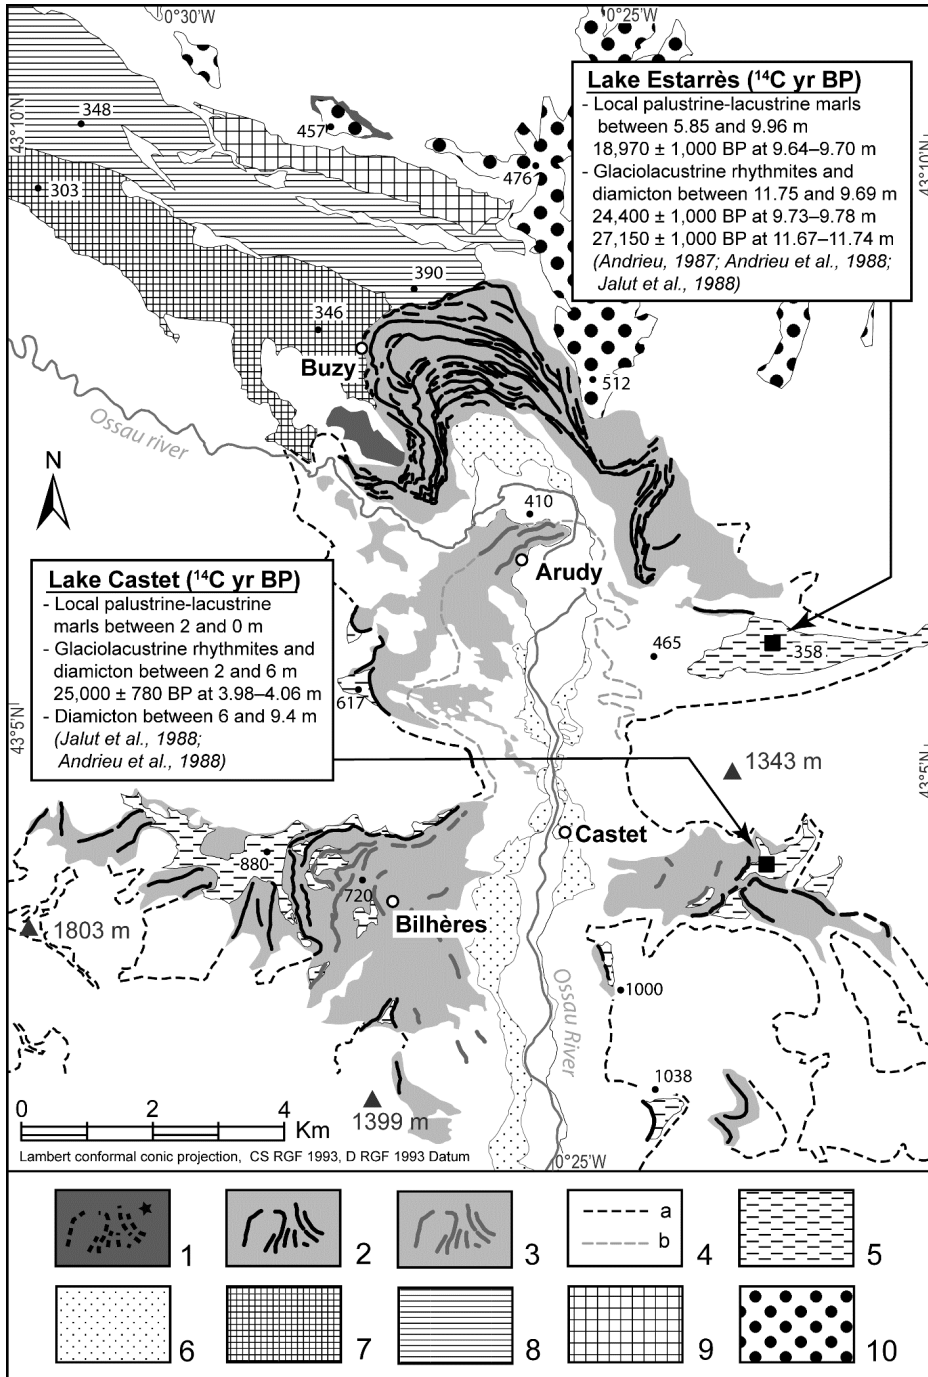 0°30'W
0°25'W
43°10'N
43°10'N
Lake Estarrès (¹⁴C yr BP)
- Local palustrine-lacustrine marls
between 5.85 and 9.96 m
18,970 ± 1,000 BP at 9.64–9.70 m
- Glaciolacustrine rhythmites and
diamicton between 11.75 and 9.69 m
24,400 ± 1,000 BP at 9.73–9.78 m
27,150 ± 1,000 BP at 11.67–11.74 m
(Andrieu, 1987; Andrieu et al., 1988;
Jalut et al., 1988)
348
457
476
303
390
346
Buzy
512
Ossau river
N
410
Arudy
Lake Castet (¹⁴C yr BP)
- Local palustrine-lacustrine
marls between 2 and 0 m
- Glaciolacustrine rhythmites and
diamicton between 2 and 6 m
25,000 ± 780 BP at 3.98–4.06 m
- Diamicton between 6 and 9.4 m
(Jalut et al., 1988;
Andrieu et al., 1988)
465
358
617
43°5'N
43°5'N
1343 m
Castet
880
720
Bilhères
1803 m
Ossau River
1000
1038
1399 m
0 2 4
Km
Lambert conformal conic projection, CS RGF 1993, D RGF 1993 Datum
0°25'W
a
b
1 2 3 4 5
6 7 8 9 10